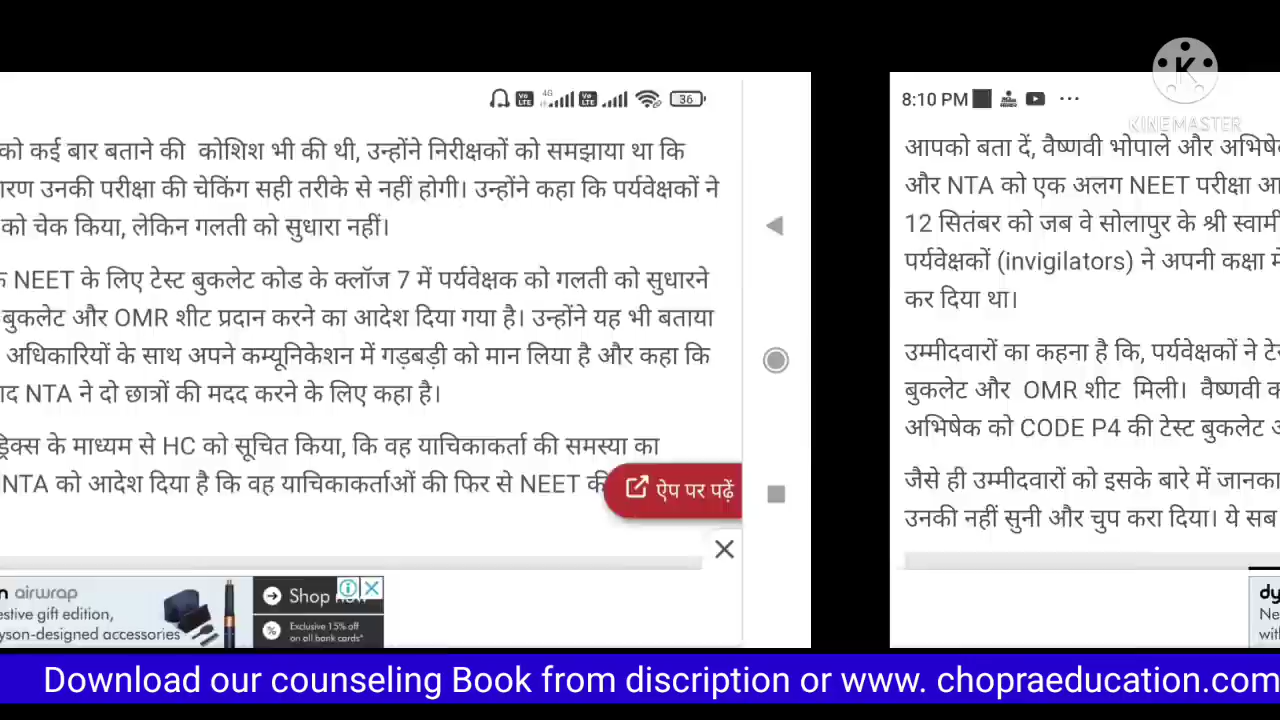 36
को कई बार बताने की कोशिश भी की थी, उन्होंने निरीक्षकों को समझाया था कि
उनकी परीक्षा की चेकिंग सही तरीके से नहीं होगी। उन्होंने कहा कि पर्यवेक्षकों ने
को चेक किया, लेकिन गलती को सुधारा नहीं।
NEET के लिए टेस्ट बुकलेट कोड के क्लॉज 7 में पर्यवेक्षक को गलती को सुधारने
बुकलेट और OMR शीट प्रदान करने का आदेश दिया गया है। उन्होंने यह भी बताया
अधिकारियों के साथ अपने कम्यूनिकेशन में गड़बड़ी को मान लिया है और कहा कि
NTA ने दो छात्रों की मदद करने के लिए कहा है।
के माध्यम से HC को सूचित किया, कि वह याचिकाकर्ता की समस्या का
NTA को आदेश दिया है कि वह याचिकाकर्ताओं की फिर से NEET की
ऐप पर पढ़ें
airwrap
gift edition,
accessories
Shop now
Exclusive 15% off
on all bank cards*
8:10 PM
KINEMASTER
आपको बता दें, वैष्णवी भोपाले और
और NTA को एक अलग NEET परीक्षा
12 सितंबर को जब वे सोलापुर के श्री स्वामी
पर्यवेक्षकों (invigilators) ने अपनी कक्षा
कर दिया था।
उम्मीदवारों का कहना है कि, पर्यवेक्षकों ने
बुकलेट और OMR शीट मिली। वैष्णवी
अभिषेक को CODE P4 की टेस्ट बुकलेट
जैसे ही उम्मीदवारों को इसके बारे में
उनकी नहीं सुनी और चुप करा दिया। ये सब
Download our counseling Book from discription or www. chopraeducation.com